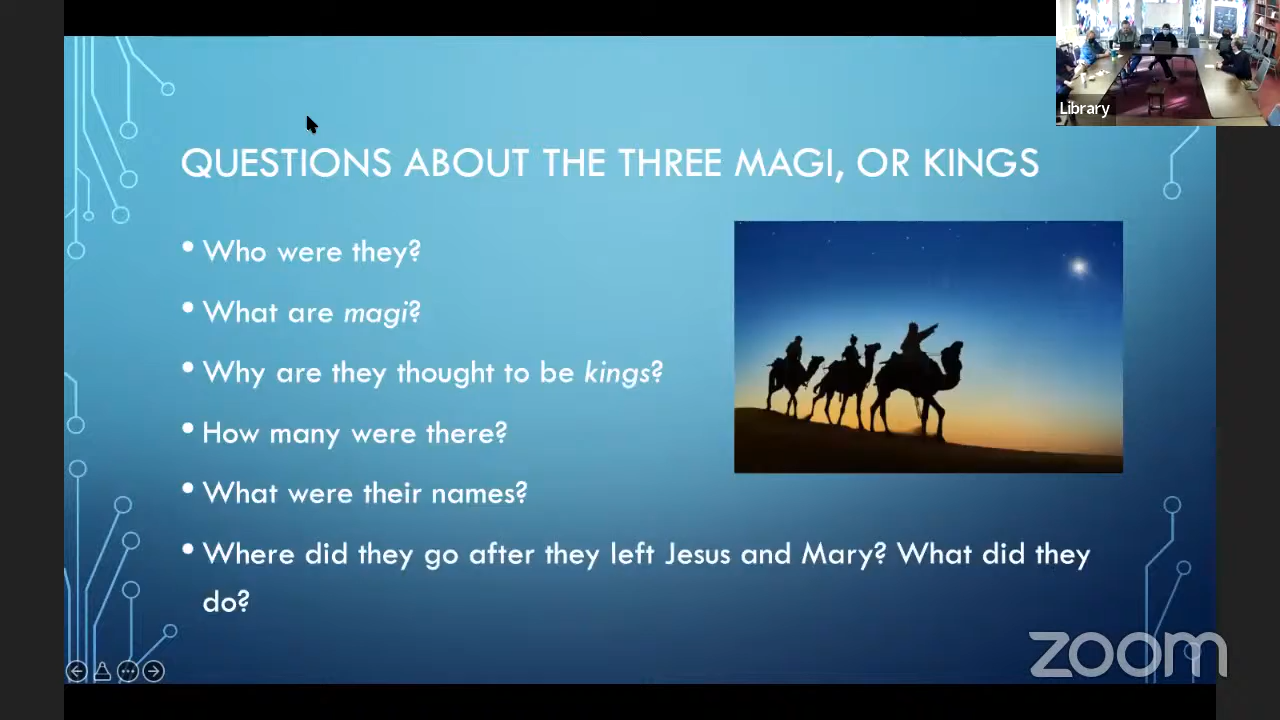 Library
QUESTIONS ABOUT THE THREE MAGI, OR KINGS
• Who were they?
• What are magi?
• Why are they thought to be kings?
• How many were there?
• What were their names?
• Where did they go after they left Jesus and Mary? What did they
do?
zoom